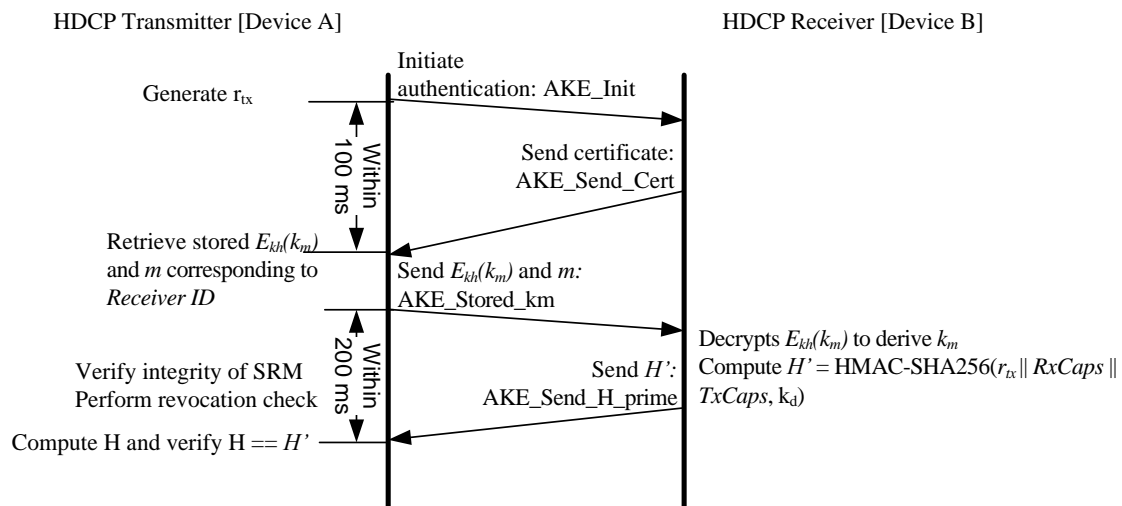 HDCP Transmitter [Device A]
HDCP Receiver [Device B]
Initiate
authentication: AKE_Init
Generate rtx
Within
100 ms
Send certificate:
AKE_Send_Cert
Retrieve stored Ekh(km)
and m corresponding to
Receiver ID
Send Ekh(km) and m:
AKE_Stored_km
Within
200 ms
Decrypts Ekh(km) to derive km
Compute H' = HMAC-SHA256(rtx || RxCaps ||
TxCaps, kd)
Verify integrity of SRM
Perform revocation check
Send H':
AKE_Send_H_prime
Compute H and verify H == H'